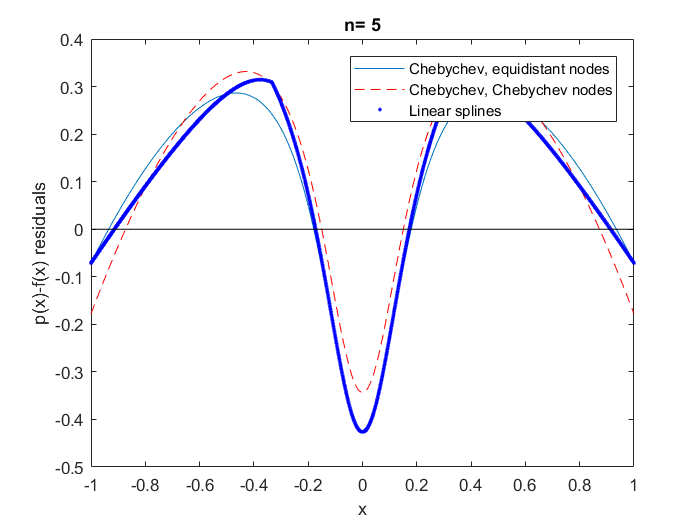 n= 5
Chebychev, equidistant nodes
Chebychev, Chebychev nodes
Linear splines
p(x)-f(x) residuals
0.4
0.3
0.2
0.1
0
-0.1
-0.2
-0.3
-0.4
-0.5
-1 -0.8 -0.6 -0.4 -0.2 0 0.2 0.4 0.6 0.8 1
x